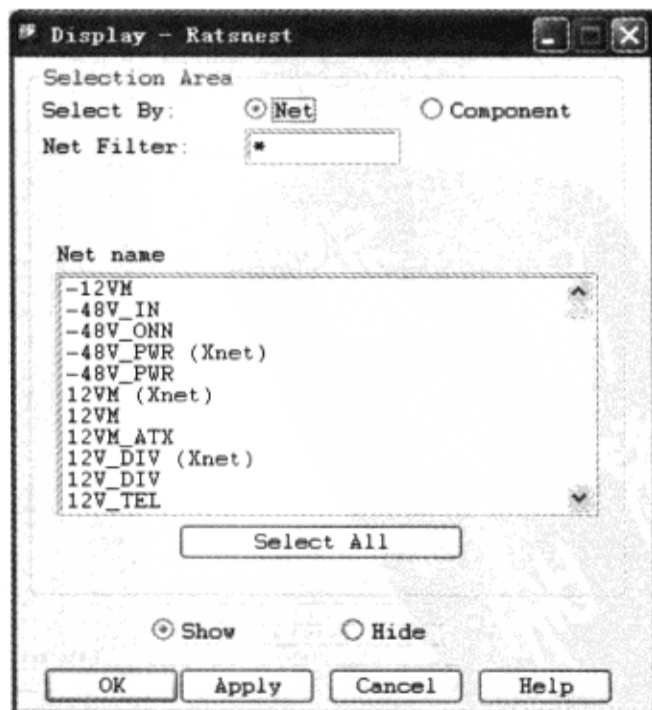 Display - Ratsnest
Selection Area
Select By: Net Component
Net Filter: *
Net name
-12VM
-48V_IN
-48V_ONN
-48V_PWR (Xnet)
-48V_PWR
12VM (Xnet)
12VM
12VM_ATX
12V_DIV (Xnet)
12V_DIV
12V_TEL
Select All
Show Hide
OK Apply Cancel Help